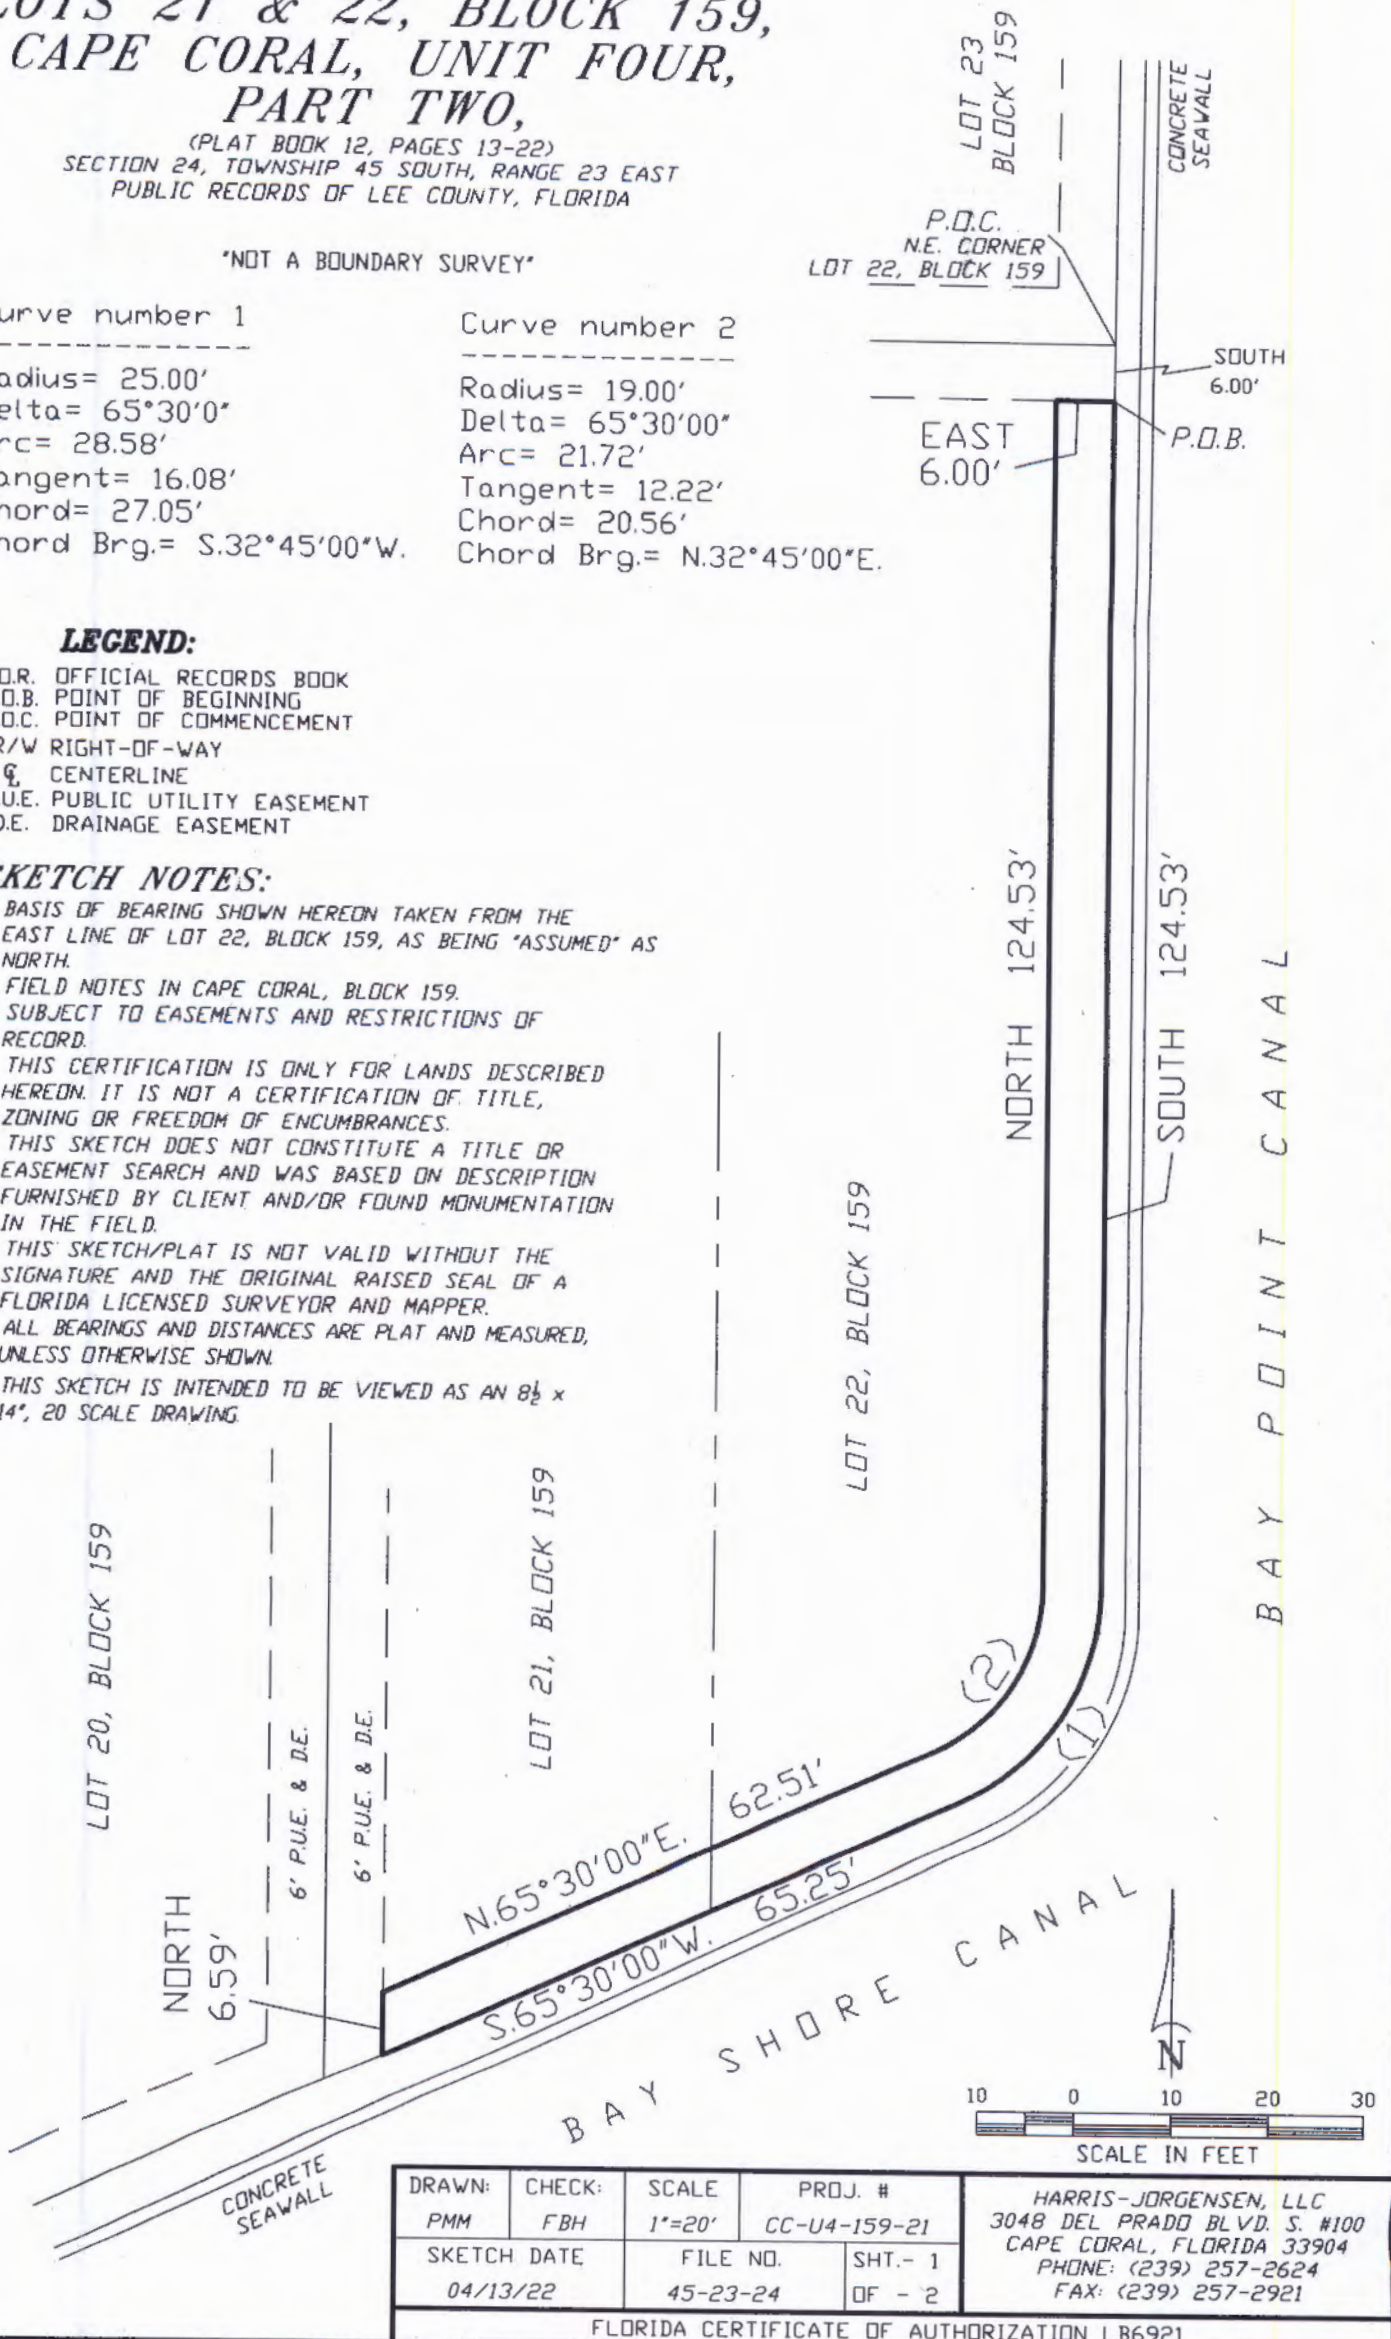 LOTS 21 & 22, BLOCK 159,
CAPE CORAL, UNIT FOUR,
PART TWO,
(PLAT BOOK 12, PAGES 13-22)
SECTION 24, TOWNSHIP 45 SOUTH, RANGE 23 EAST
PUBLIC RECORDS OF LEE COUNTY, FLORIDA
"NOT A BOUNDARY SURVEY"
LOT 23
BLOCK 159
CONCRETE
SEAWALL
P.O.C.
N.E. CORNER
LOT 22, BLOCK 159
SOUTH
6.00'
P.O.B.
EAST
6.00'
urve number 1
adius= 25.00'
elta= 65°30'0"
rc= 28.58'
angent= 16.08'
hord= 27.05'
hord Brg.= S.32°45'00"W.
Curve number 2
Radius= 19.00'
Delta= 65°30'00"
Arc= 21.72'
Tangent= 12.22'
Chord= 20.56'
Chord Brg.= N.32°45'00"E.
LEGEND:
O.R. OFFICIAL RECORDS BOOK
O.B. POINT OF BEGINNING
O.C. POINT OF COMMENCEMENT
R/W RIGHT-OF-WAY
℄ CENTERLINE
U.E. PUBLIC UTILITY EASEMENT
D.E. DRAINAGE EASEMENT
KETCH NOTES:
BASIS OF BEARING SHOWN HEREON TAKEN FROM THE
EAST LINE OF LOT 22, BLOCK 159, AS BEING "ASSUMED" AS
NORTH.
FIELD NOTES IN CAPE CORAL, BLOCK 159.
SUBJECT TO EASEMENTS AND RESTRICTIONS OF
RECORD.
THIS CERTIFICATION IS ONLY FOR LANDS DESCRIBED
HEREON. IT IS NOT A CERTIFICATION OF TITLE,
ZONING OR FREEDOM OF ENCUMBRANCES.
THIS SKETCH DOES NOT CONSTITUTE A TITLE OR
EASEMENT SEARCH AND WAS BASED ON DESCRIPTION
FURNISHED BY CLIENT AND/OR FOUND MONUMENTATION
IN THE FIELD.
THIS SKETCH/PLAT IS NOT VALID WITHOUT THE
SIGNATURE AND THE ORIGINAL RAISED SEAL OF A
FLORIDA LICENSED SURVEYOR AND MAPPER.
ALL BEARINGS AND DISTANCES ARE PLAT AND MEASURED,
UNLESS OTHERWISE SHOWN.
THIS SKETCH IS INTENDED TO BE VIEWED AS AN 8½ x
14", 20 SCALE DRAWING.
NORTH 124.53'
SOUTH 124.53'
BAY POINT CANAL
LOT 22, BLOCK 159
LOT 21, BLOCK 159
LOT 20, BLOCK 159
6' P.U.E. & D.E.
6' P.U.E. & D.E.
(2)
(1)
N.65°30'00"E. 62.51'
S.65°30'00"W. 65.25'
NORTH
6.59'
BAY SHORE CANAL
CONCRETE
SEAWALL
N
10 0 10 20 30
SCALE IN FEET
DRAWN: CHECK: SCALE PROJ. #
PMM FBH 1"=20' CC-U4-159-21
SKETCH DATE FILE NO. SHT.- 1
04/13/22 45-23-24 OF - 2
HARRIS-JORGENSEN, LLC
3048 DEL PRADO BLVD. S. #100
CAPE CORAL, FLORIDA 33904
PHONE: (239) 257-2624
FAX: (239) 257-2921
FLORIDA CERTIFICATE OF AUTHORIZATION LB6921